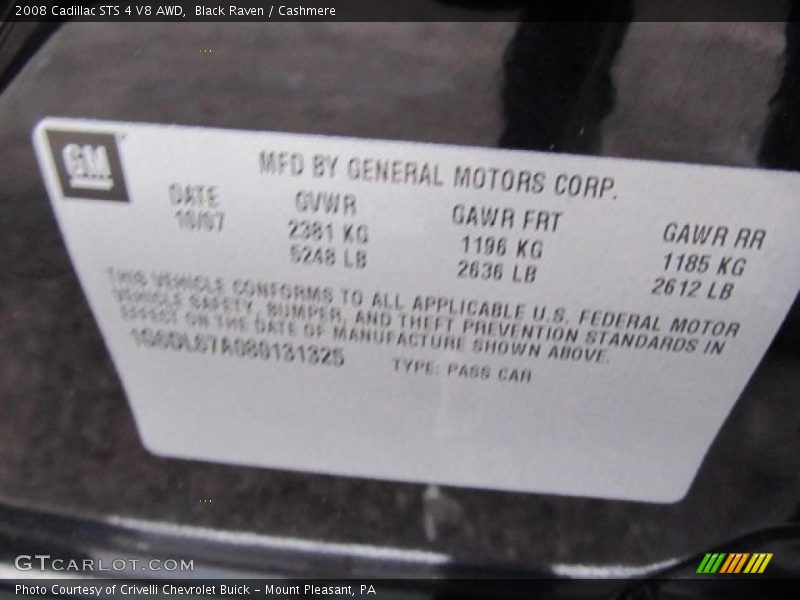 2008 Cadillac STS 4 V8 AWD,  Black Raven / Cashmere
GM
MFD BY GENERAL MOTORS CORP.
DATE GVWR GAWR FRT GAWR RR
10/07 2381 KG 1196 KG 1185 KG
5248 LB 2636 LB 2612 LB
THIS VEHICLE CONFORMS TO ALL APPLICABLE U.S. FEDERAL MOTOR
VEHICLE SAFETY, BUMPER, AND THEFT PREVENTION STANDARDS IN
EFFECT ON THE DATE OF MANUFACTURE SHOWN ABOVE.
1G6DL67A080131325 TYPE: PASS CAR
GTCARLOT.COM
Photo Courtesy of Crivelli Chevrolet Buick – Mount Pleasant, PA